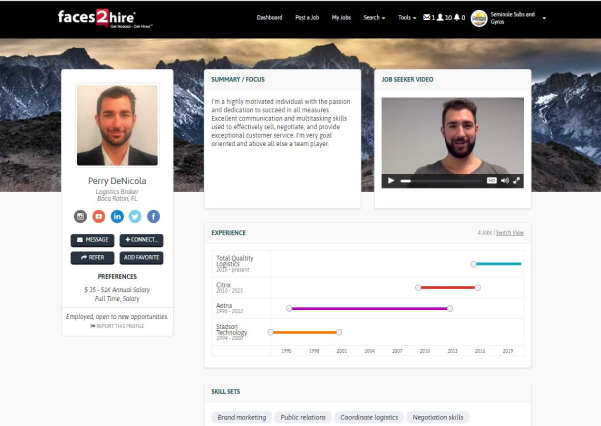 faces2hire
Get Noticed - Get Hired
Dashboard Post a Job My Jobs Search Tools 1 10 0 Seminole Subs and Gyros
SUMMARY / FOCUS
I'm a highly motivated individual with the passion
and dedication to succeed in all measures.
Excellent communication and multitasking skills
used to effectively sell, negotiate, and provide
exceptional customer service. I'm very goal
oriented and above all else a team player.
JOB SEEKER VIDEO
HD
Perry DeNicola
Logistics Broker
Boca Raton, FL
MESSAGE +CONNECT...
REFER ADD FAVORITE
PREFERENCES
$ 35 - 52K Annual Salary
Full Time, Salary
Employed, open to new opportunities.
REPORT THIS PROFILE
EXPERIENCE
4 Jobs | Switch View
Total Quality
Logistics
2016 - present
Citrix
2010 - 2015
Aetna
1996 - 2012
Stadson
Technology
1994 - 2000
1995 1998 2001 2004 2007 2010 2013 2016 2019
SKILL SETS
Brand marketing Public relations Coordinate logistics Negotiation skills